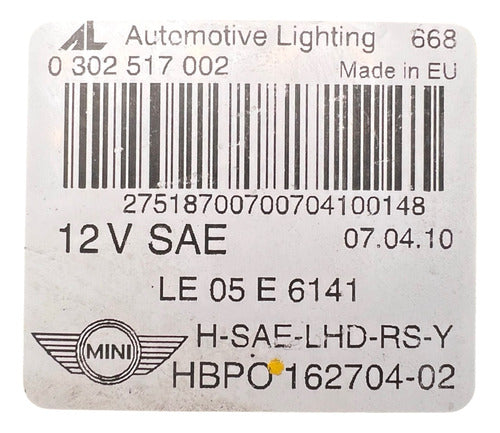 AL Automotive Lighting 668
0 302 517 002 Made in EU
27518700700704100148
12V SAE 07.04.10
LE 05 E 6141
MINI H-SAE-LHD-RS-Y
HBPO 162704-02